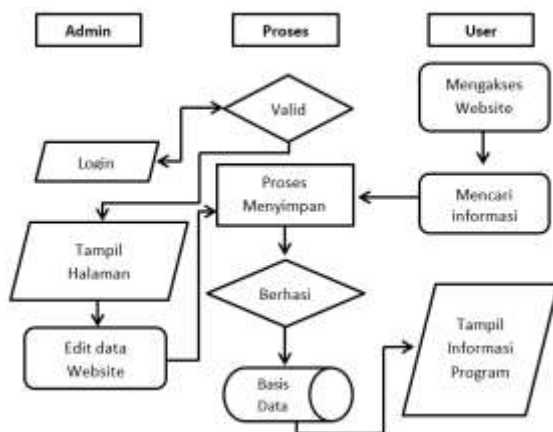 Admin
Proses
User
Valid
Mengakses
Website
Login
Proses
Menyimpan
Mencari
informasi
Tampil
Halaman
Berhasi
Tampil
Informasi
Program
Edit data
Website
Basis
Data